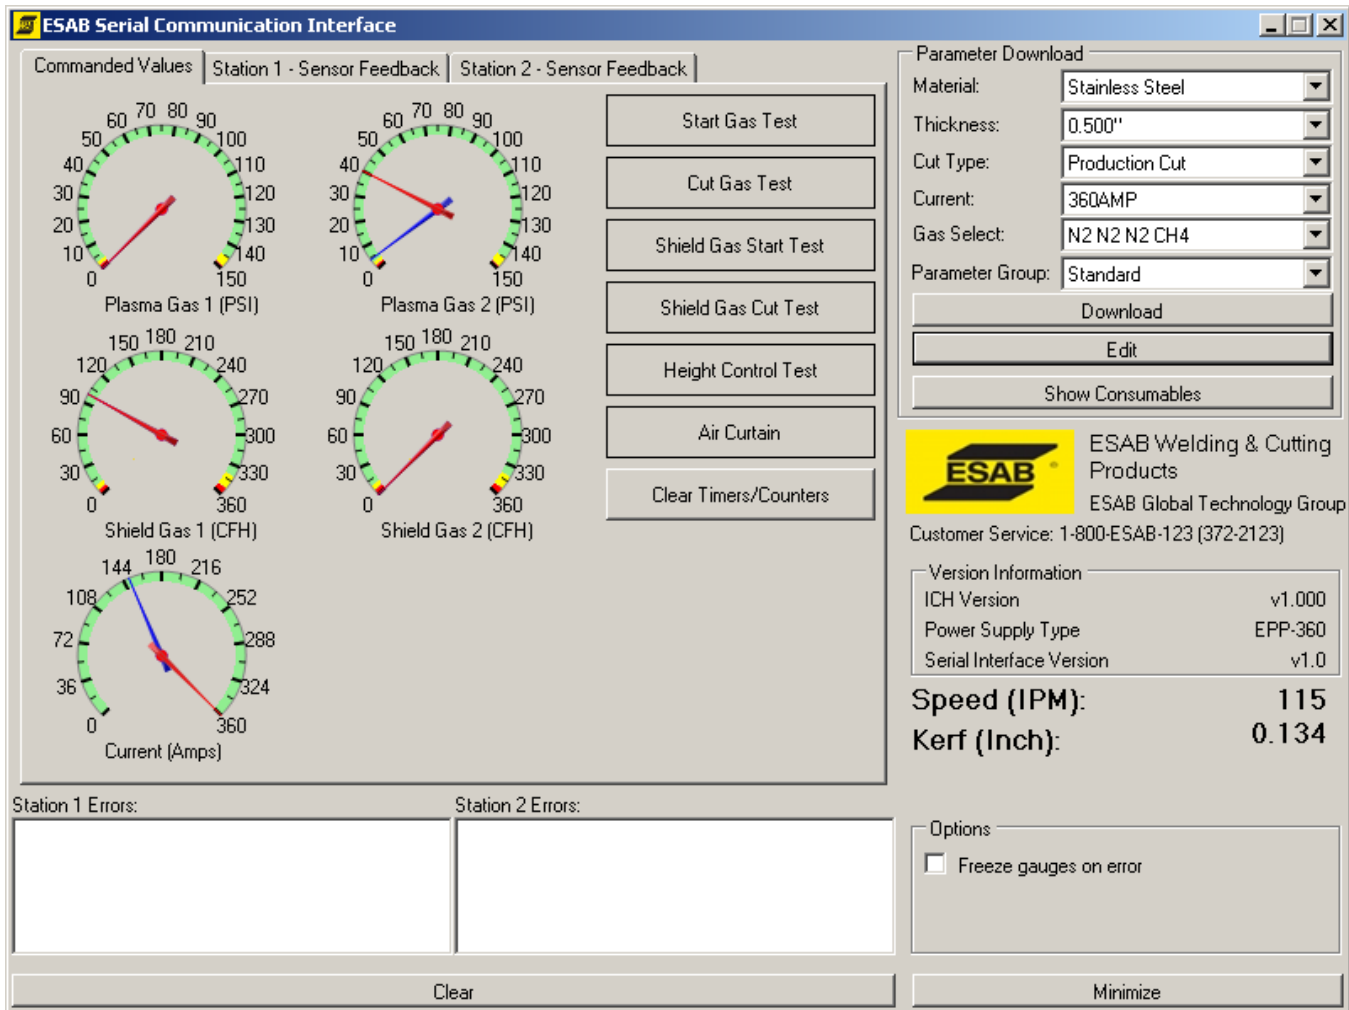 ESAB Serial Communication Interface
Commanded Values
Station 1 - Sensor Feedback
Station 2 - Sensor Feedback
0 10 20 30 40 50 60 70 80 90 100 110 120 130 140 150
Plasma Gas 1 (PSI)
0 10 20 30 40 50 60 70 80 90 100 110 120 130 140 150
Plasma Gas 2 (PSI)
0 30 60 90 120 150 180 210 240 270 300 330 360
Shield Gas 1 (CFH)
0 30 60 90 120 150 180 210 240 270 300 330 360
Shield Gas 2 (CFH)
0 36 72 108 144 180 216 252 288 324 360
Current (Amps)
Start Gas Test
Cut Gas Test
Shield Gas Start Test
Shield Gas Cut Test
Height Control Test
Air Curtain
Clear Timers/Counters
Parameter Download
Material: Stainless Steel
Thickness: 0.500"
Cut Type: Production Cut
Current: 360AMP
Gas Select: N2 N2 N2 CH4
Parameter Group: Standard
Download
Edit
Show Consumables
ESAB
ESAB Welding & Cutting
Products
ESAB Global Technology Group
Customer Service: 1-800-ESAB-123 (372-2123)
Version Information
ICH Version v1.000
Power Supply Type EPP-360
Serial Interface Version v1.0
Speed (IPM): 115
Kerf (Inch): 0.134
Station 1 Errors:
Station 2 Errors:
Options
Freeze gauges on error
Clear
Minimize